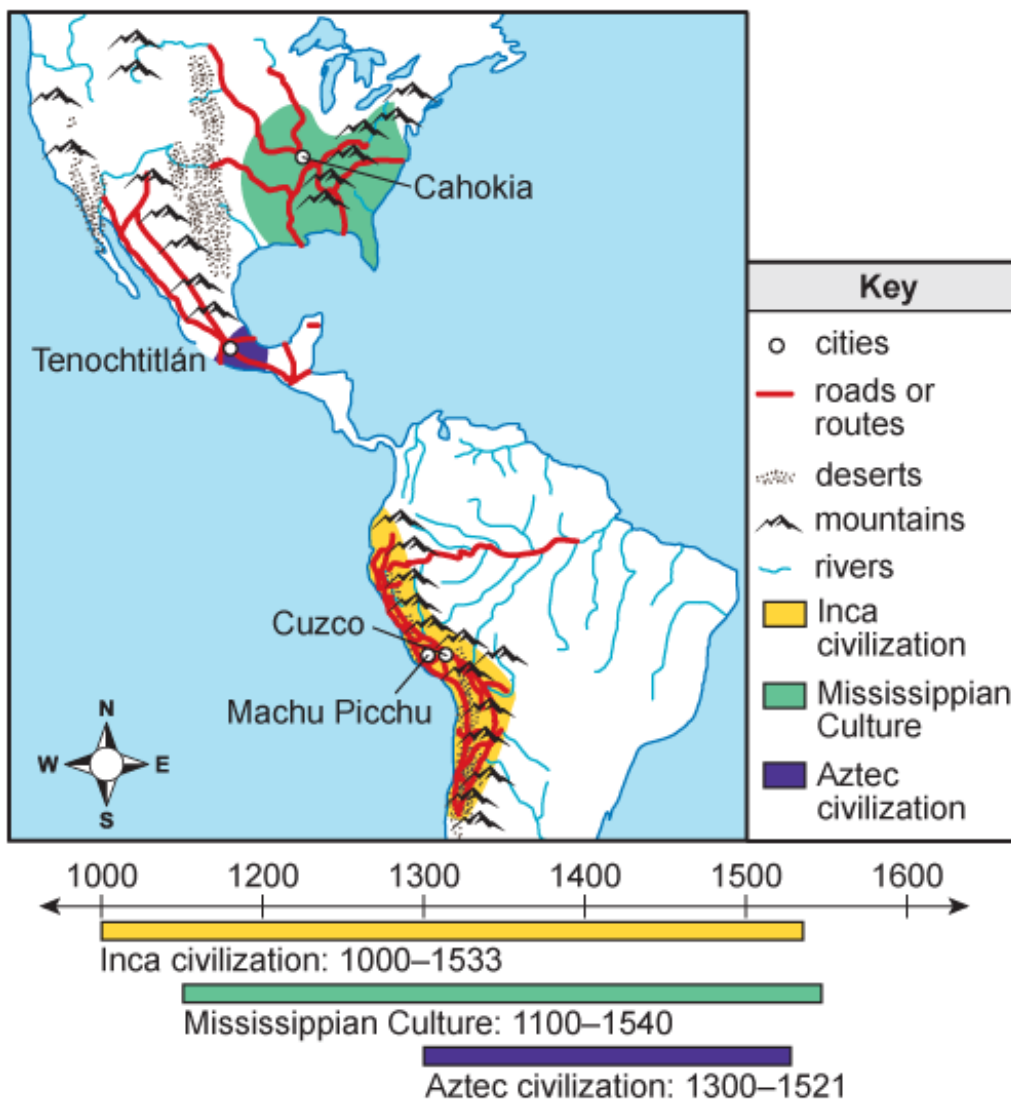 Cahokia
Tenochtitlán
Cuzco
Machu Picchu
N
W E
S
Key
cities
roads or
routes
deserts
mountains
rivers
Inca
civilization
Mississippian
Culture
Aztec
civilization
1000 1200 1300 1400 1500 1600
Inca civilization: 1000–1533
Mississippian Culture: 1100–1540
Aztec civilization: 1300–1521